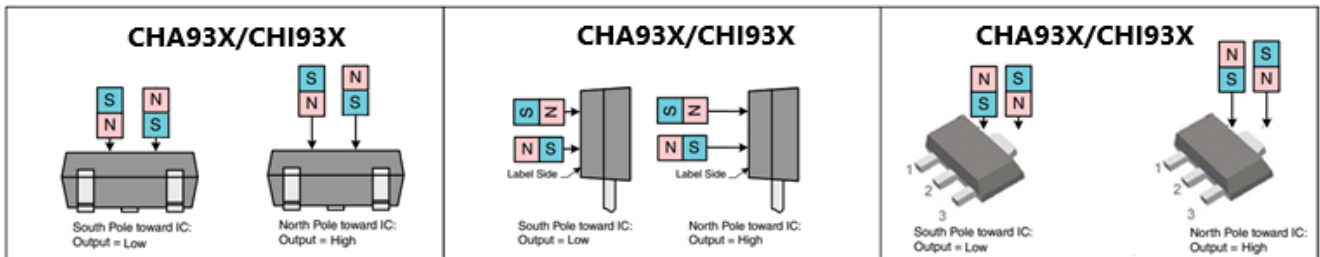 CHA93X/CHI93X
S N
N S
S N
N S
South Pole toward IC:
Output = Low
North Pole toward IC:
Output = High
CHA93X/CHI93X
S N
N S
Label Side
S N
N S
Label Side
South Pole toward IC:
Output = Low
North Pole toward IC:
Output = High
CHA93X/CHI93X
N S
S N
1
2
3
N S
S N
1
2
3
South Pole toward IC:
Output = Low
North Pole toward IC:
Output = High